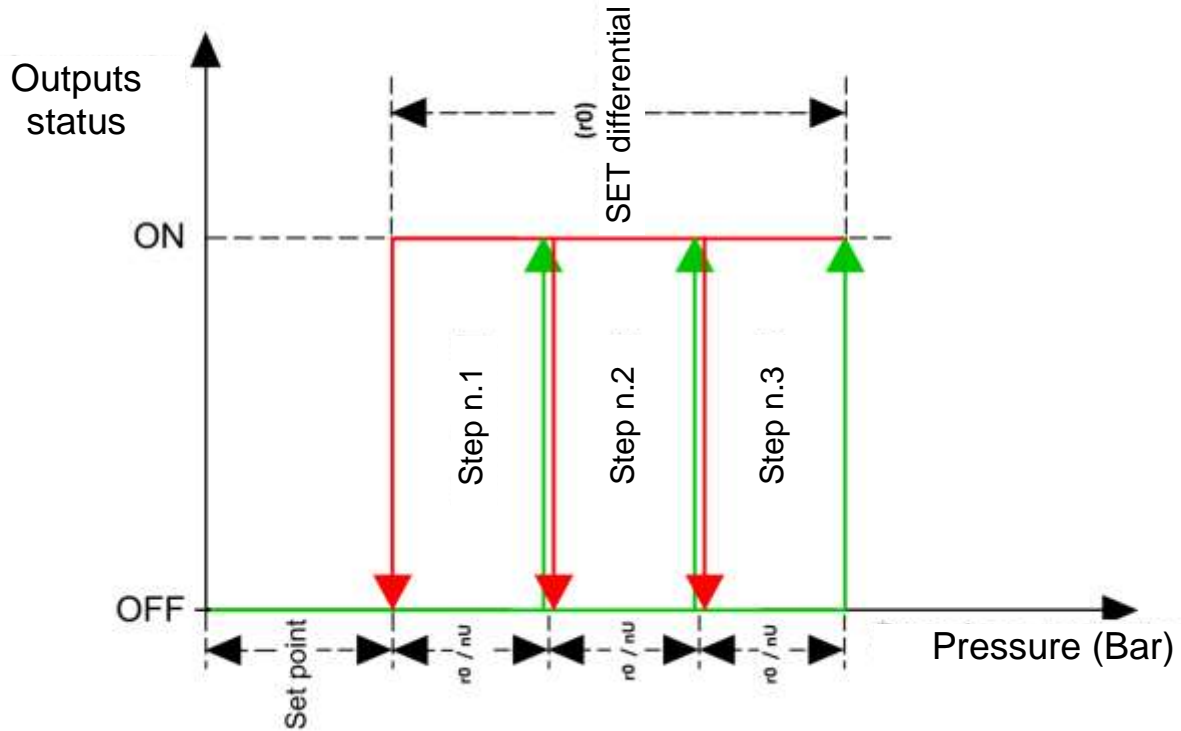 Outputs
status
(r0)
SET differential
ON
Step n.1
Step n.2
Step n.3
OFF
Set point
r0 / nU
r0 / nU
r0 / nU
Pressure (Bar)